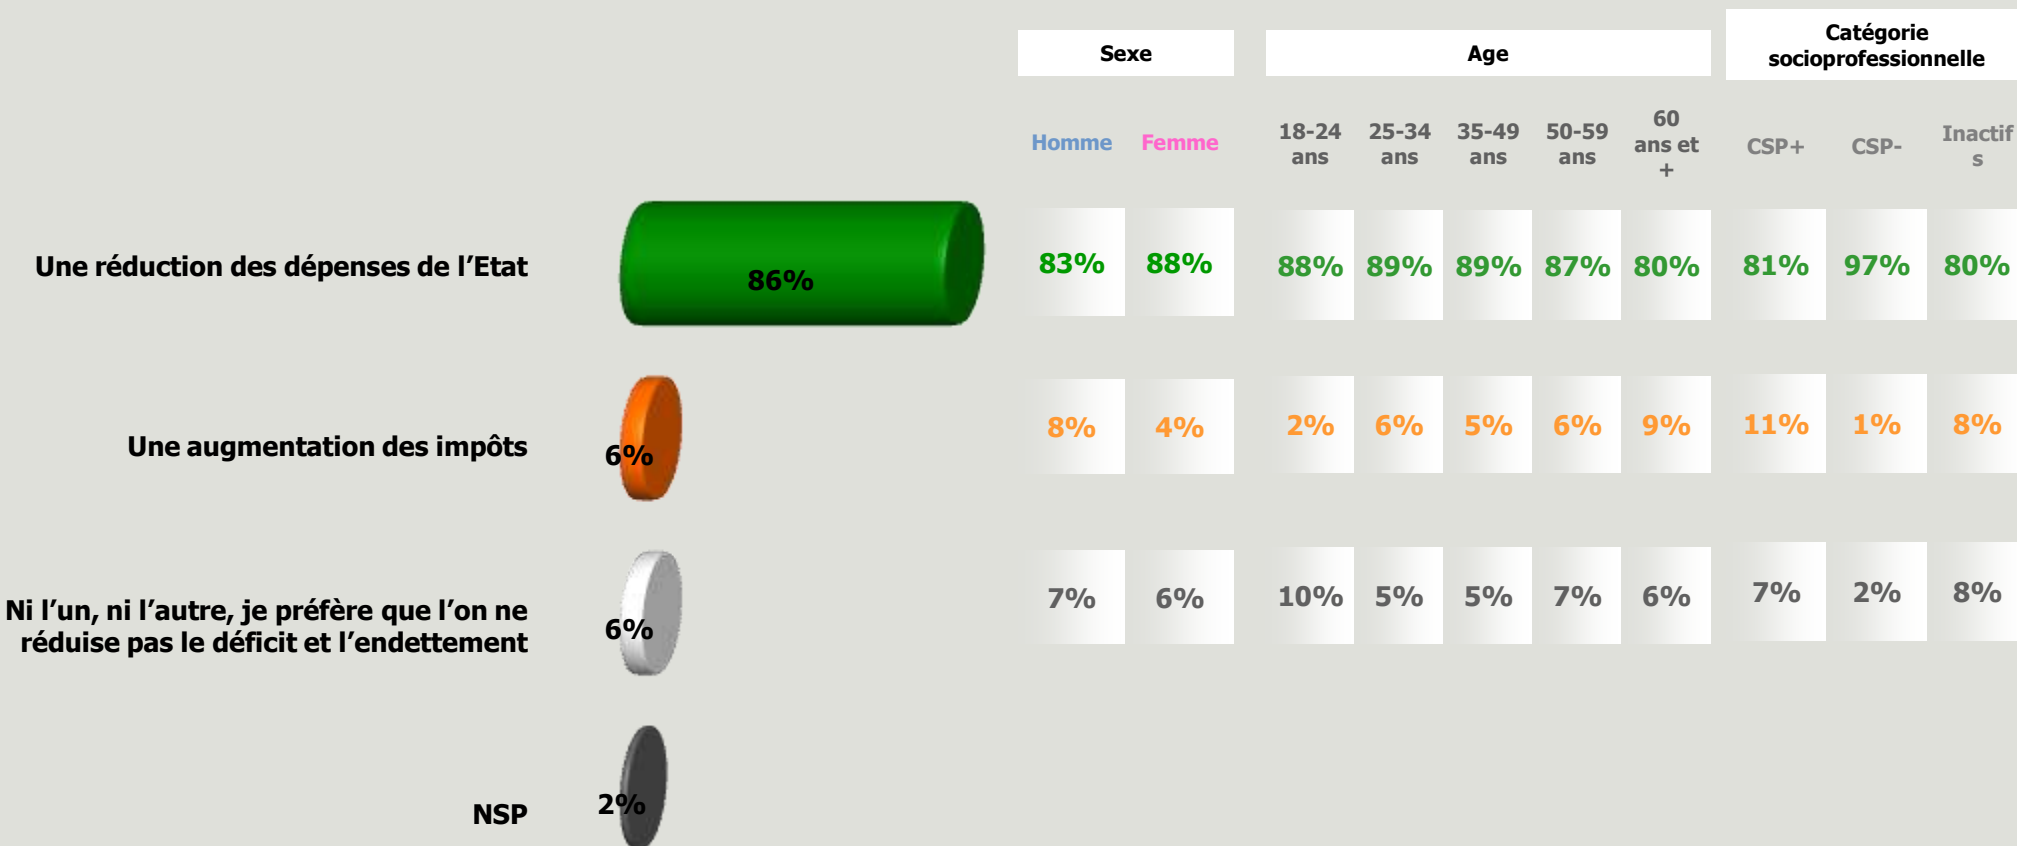 Sexe
Age
Catégorie
socioprofessionnelle
Homme
Femme
18-24
ans
25-34
ans
35-49
ans
50-59
ans
60
ans et
+
CSP+
CSP-
Inactif
s
Une réduction des dépenses de l’Etat
86%
83% 88% 88% 89% 89% 87% 80% 81% 97% 80%
Une augmentation des impôts
6%
8% 4% 2% 6% 5% 6% 9% 11% 1% 8%
Ni l’un, ni l’autre, je préfère que l’on ne
réduise pas le déficit et l’endettement
6%
7% 6% 10% 5% 5% 7% 6% 7% 2% 8%
NSP
2%